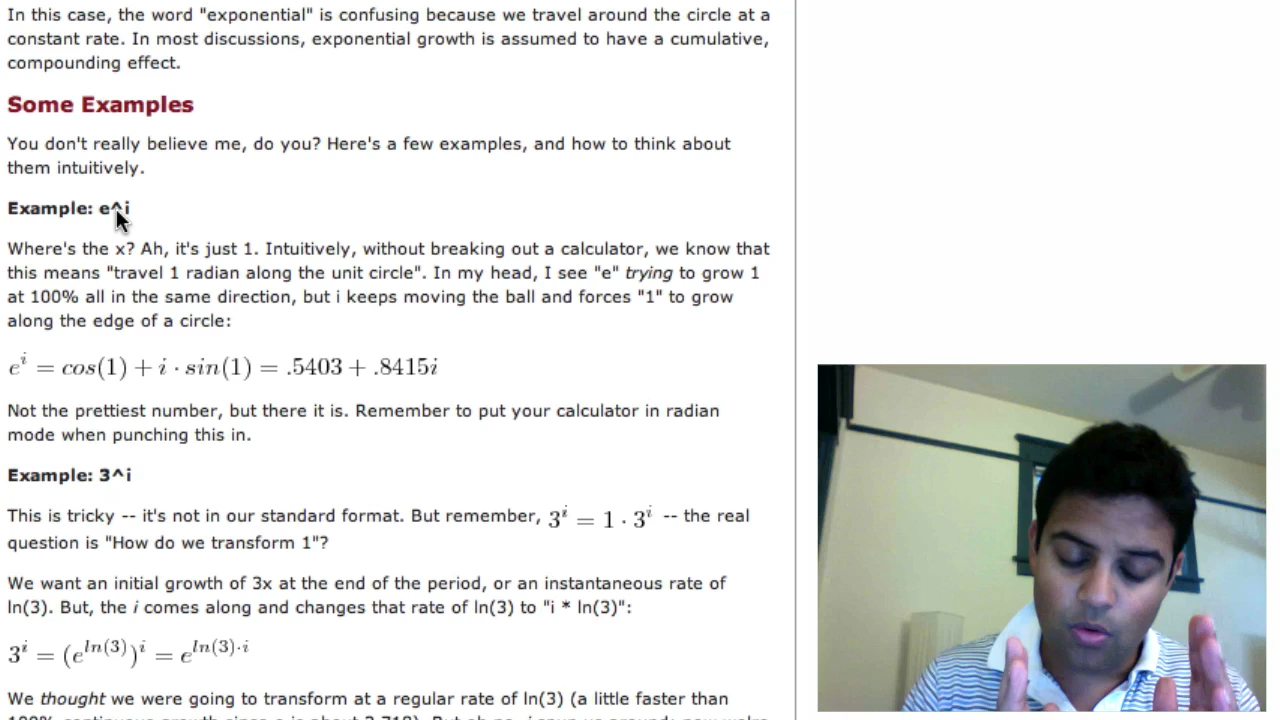 In this case, the word "exponential" is confusing because we travel around the circle at a
constant rate. In most discussions, exponential growth is assumed to have a cumulative,
compounding effect.
Some Examples
You don't really believe me, do you? Here's a few examples, and how to think about
them intuitively.
Example: e^i
Where's the x? Ah, it's just 1. Intuitively, without breaking out a calculator, we know that
this means "travel 1 radian along the unit circle". In my head, I see "e" trying to grow 1
at 100% all in the same direction, but i keeps moving the ball and forces "1" to grow
along the edge of a circle:
e^i = cos(1) + i · sin(1) = .5403 + .8415i
Not the prettiest number, but there it is. Remember to put your calculator in radian
mode when punching this in.
Example: 3^i
This is tricky -- it's not in our standard format. But remember, 3^i = 1 · 3^i -- the real
question is "How do we transform 1"?
We want an initial growth of 3x at the end of the period, or an instantaneous rate of
ln(3). But, the i comes along and changes that rate of ln(3) to "i * ln(3)":
3^i = (e^{ln(3)})^i = e^{ln(3)·i}
We thought we were going to transform at a regular rate of ln(3) (a little faster than